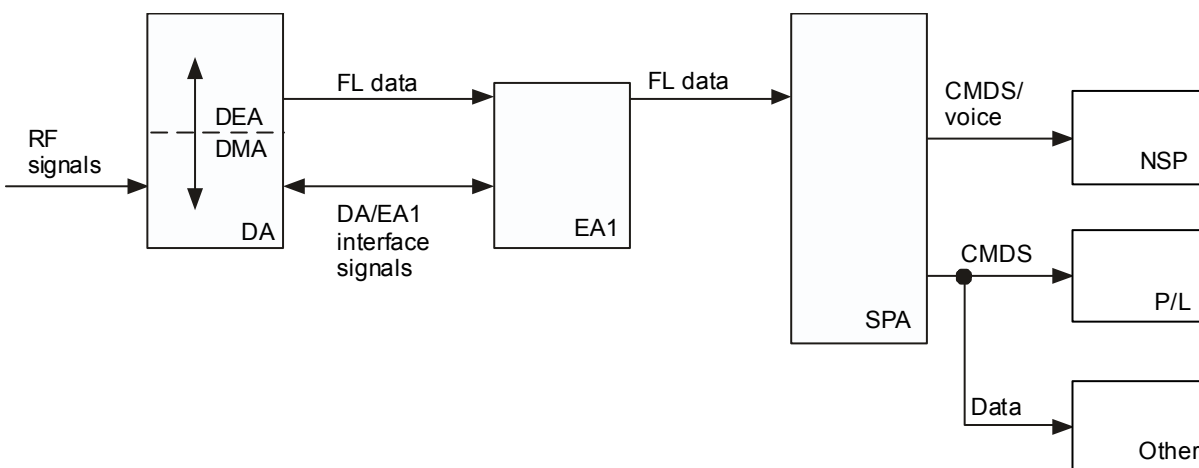 RF
signals
DEA
DMA
DA
FL data
DA/EA1
interface
signals
EA1
FL data
SPA
CMDS/
voice
NSP
CMDS
P/L
Data
Other